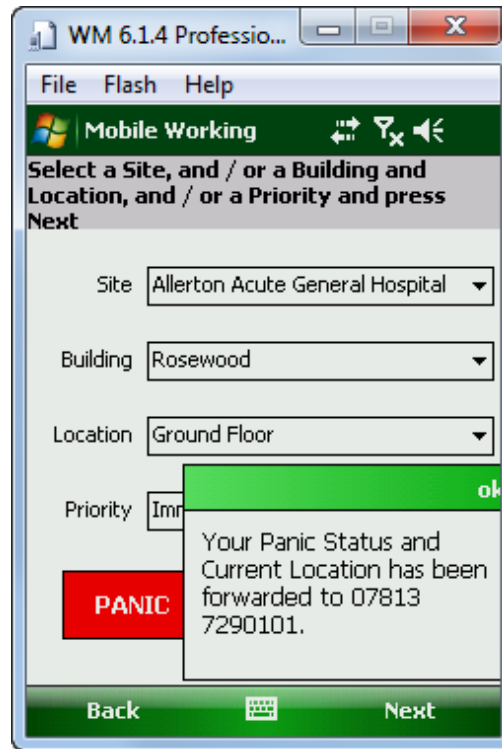 WM 6.1.4 Professio...
File Flash Help
Mobile Working
Select a Site, and / or a Building and
Location, and / or a Priority and press
Next
Site Allerton Acute General Hospital
Building Rosewood
Location Ground Floor
Priority Imm
ok
Your Panic Status and
Current Location has been
forwarded to 07813
7290101.
PANIC
Back Next